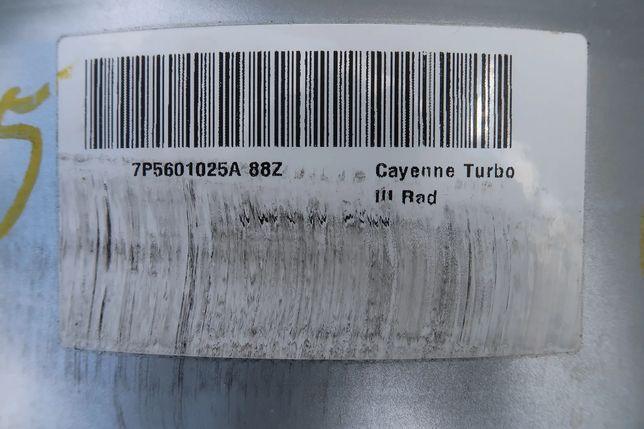 7P5601025A 88Z
Cayenne Turbo
III Rad